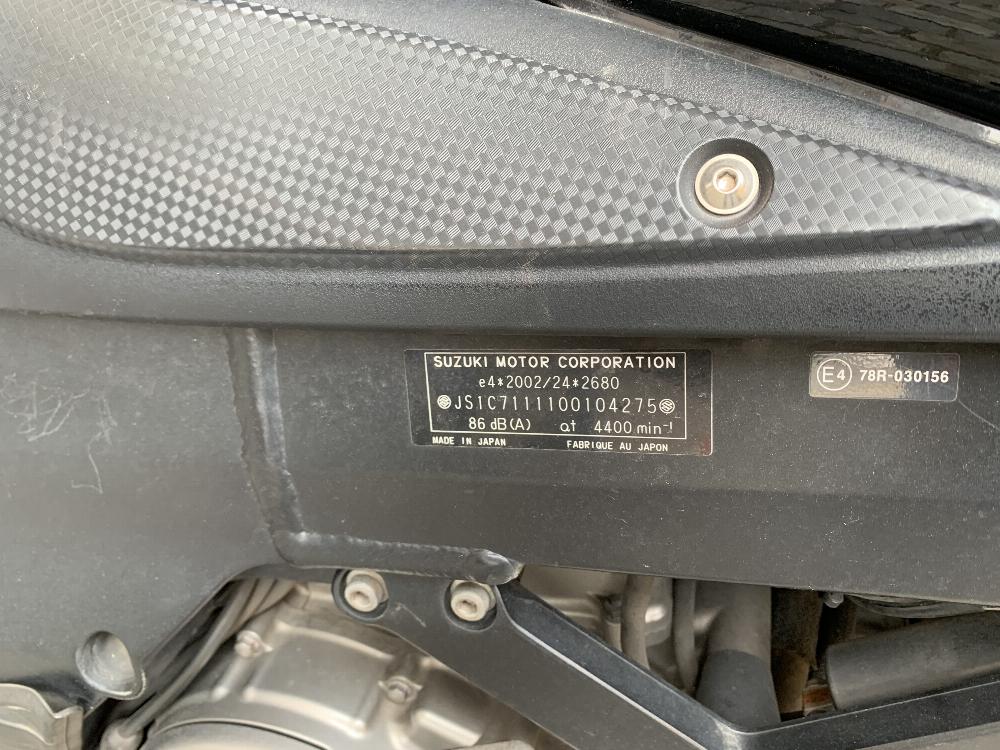 SUZUKI MOTOR CORPORATION
e4*2002/24*2680
JS1C7111100104275
86 dB(A) at 4400 min⁻¹
MADE IN JAPAN FABRIQUE AU JAPON
E4 78R-030156